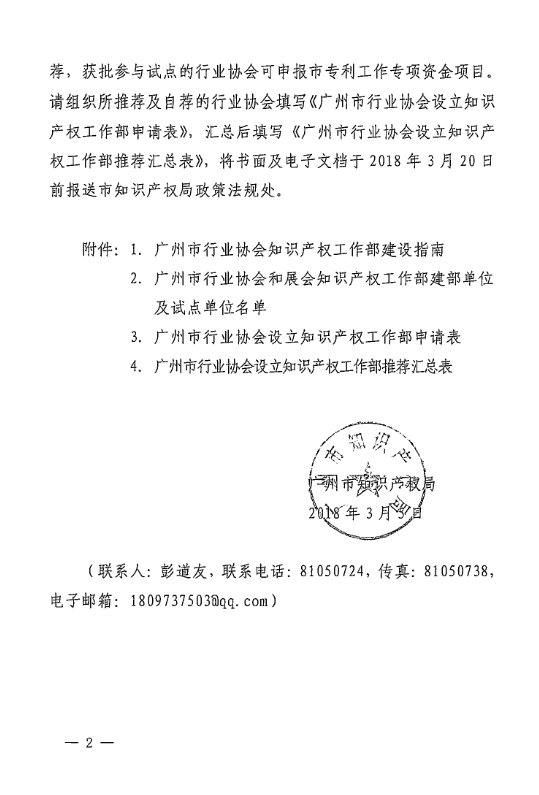 荐，获批参与试点的行业协会可申报市专利工作专项资金项目。
请组织所推荐及自荐的行业协会填写《广州市行业协会设立知识
产权工作部申请表》，汇总后填写《广州市行业协会设立知识产
权工作部推荐汇总表》，将书面及电子文档于 2018 年 3 月 20 日
前报送市知识产权局政策法规处。
附件：1. 广州市行业协会知识产权工作部建设指南
2. 广州市行业协会和展会知识产权工作部建部单位
及试点单位名单
3. 广州市行业协会设立知识产权工作部申请表
4. 广州市行业协会设立知识产权工作部推荐汇总表
市知识产
局
广州市知识产权局
2018 年 3 月 日
（联系人：彭道友，联系电话：81050724，传真：81050738，
电子邮箱：1809737503@qq.com）
— 2 —